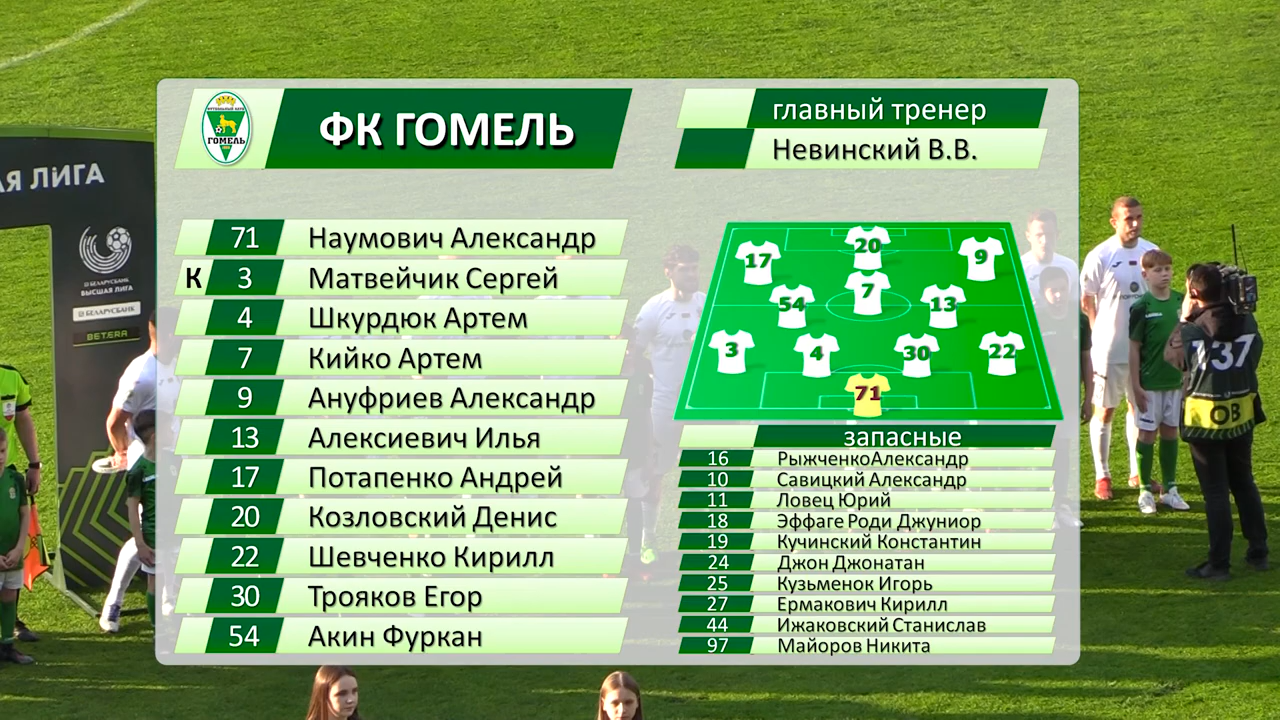 ФК ГОМЕЛЬ
ГОМЕЛЬ
главный тренер
Невинский В.В.
71 Наумович Александр
К 3 Матвейчик Сергей
4 Шкурдюк Артем
7 Кийко Артем
9 Ануфриев Александр
13 Алексиевич Илья
17 Потапенко Андрей
20 Козловский Денис
22 Шевченко Кирилл
30 Трояков Егор
54 Акин Фуркан
17 20 9
54 7 13
3 4 30 22
71
запасные
16 РыжченкоАлександр
10 Савицкий Александр
11 Ловец Юрий
18 Эффаге Роди Джуниор
19 Кучинский Константин
24 Джон Джонатан
25 Кузьменок Игорь
27 Ермакович Кирилл
44 Ижаковский Станислав
97 Майоров Никита
АЯ ЛИГА
БЕЛАРУСБАНК
ВЫСШАЯ ЛИГА
БЕЛАРУСБАНК
BETERA
137
ОВ